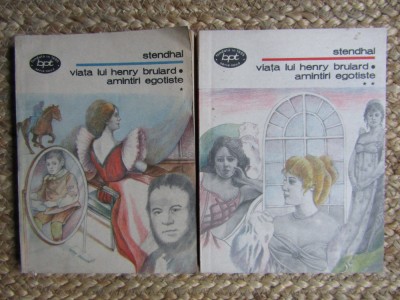 bpt
stendhal
viața lui henry brulard •
amintiri egotiste
•
bpt
stendhal
viața lui henry brulard •
amintiri egotiste
••